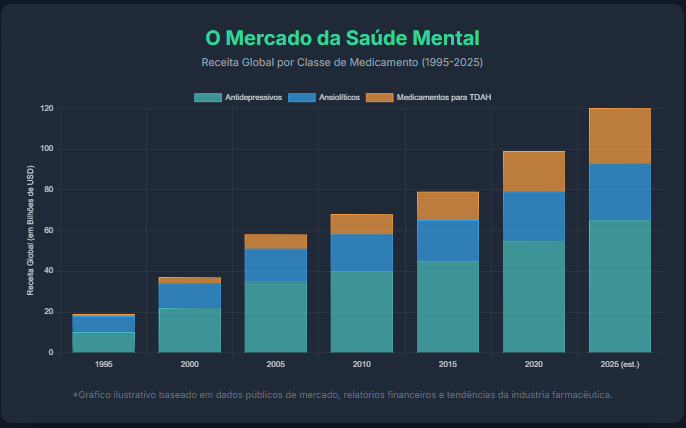 O Mercado da Saúde Mental
Receita Global por Classe de Medicamento (1995-2025)
Antidepressivos Ansiolíticos Medicamentos para TDAH
Receita Global (em Bilhões de USD)
120
100
80
60
40
20
0
1995 2000 2005 2010 2015 2020 2025 (est.)
*Gráfico ilustrativo baseado em dados públicos de mercado, relatórios financeiros e tendências da indústria farmacêutica.